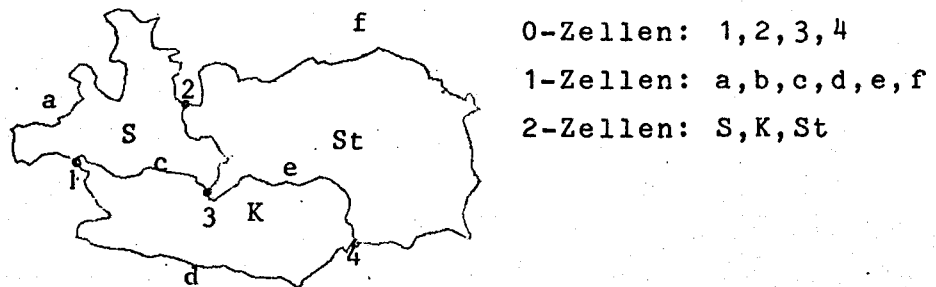 f
0-Zellen: 1,2,3,4
1-Zellen: a,b,c,d,e,f
2-Zellen: S,K,St
a
2
S
St
c
e
1
3
K
4
d